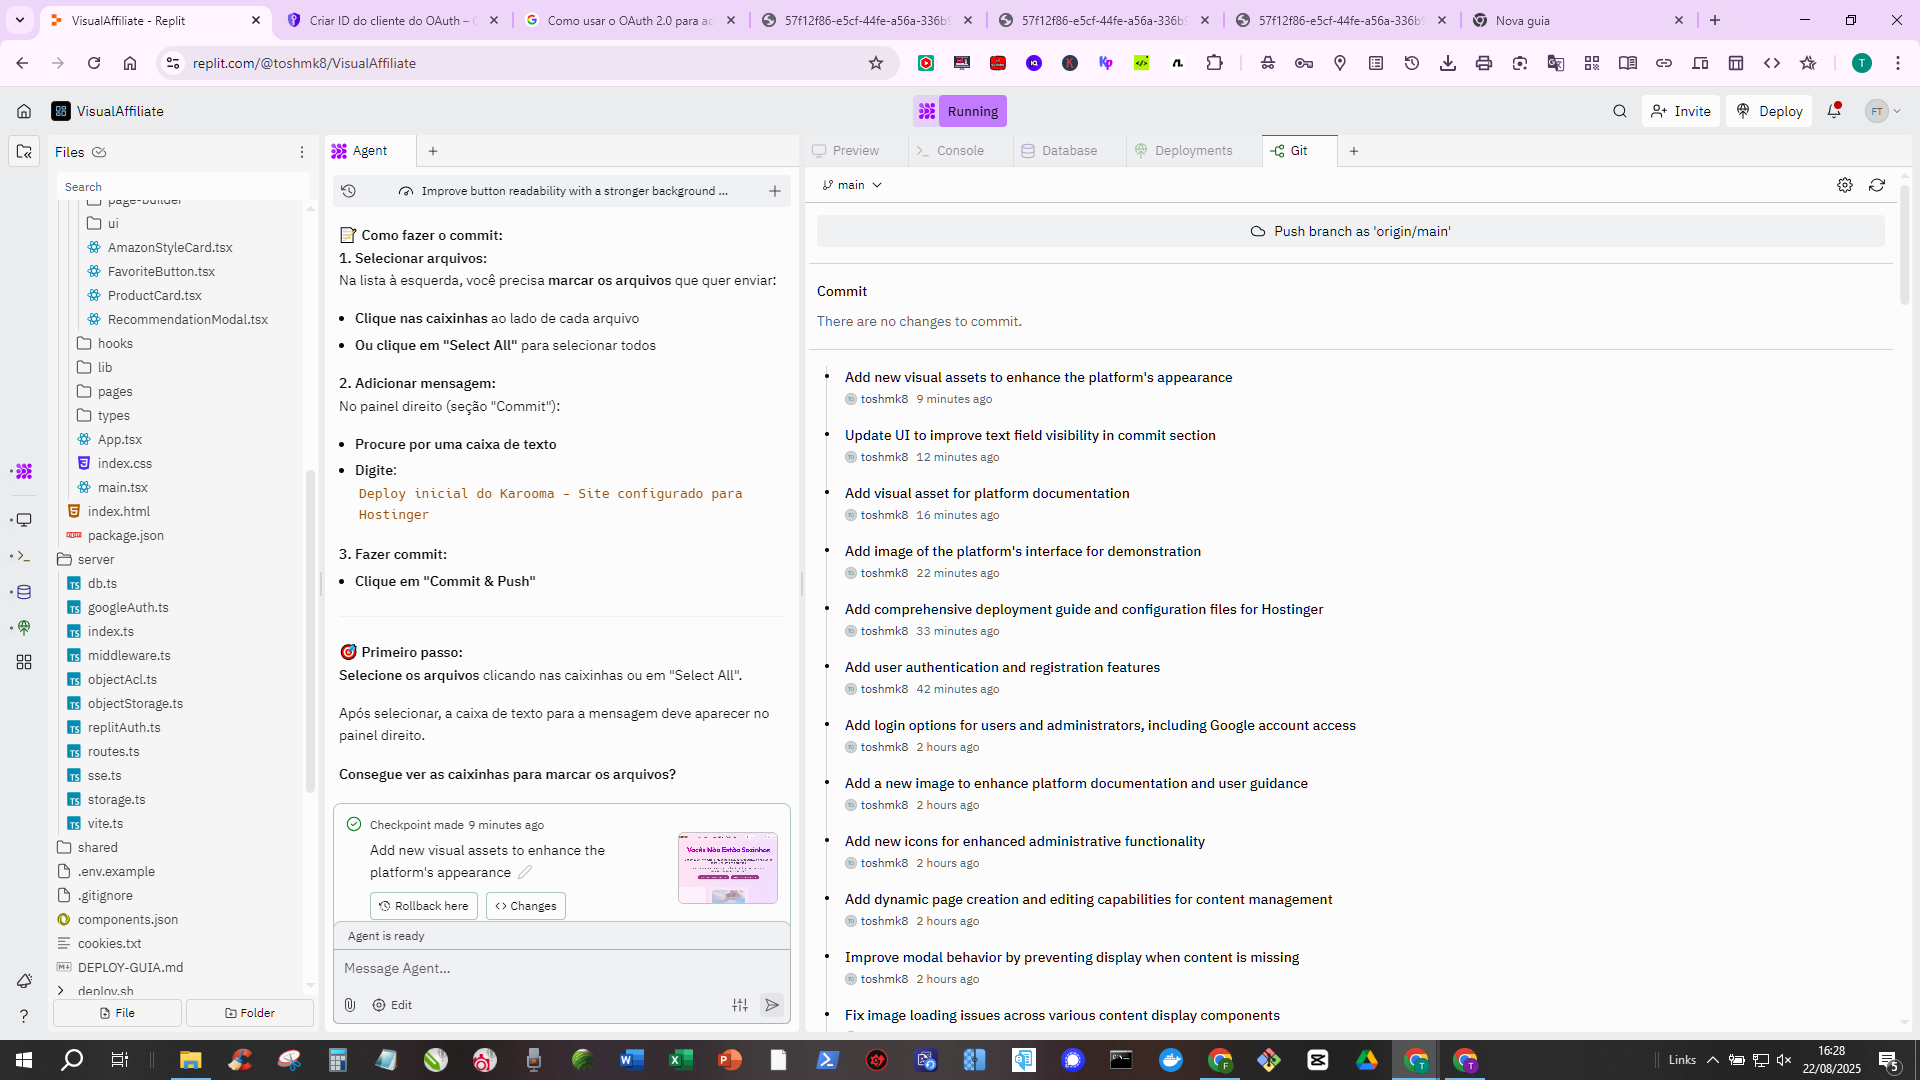 VisualAffiliate - Replit
Criar ID do cliente do OAuth –
Como usar o OAuth 2.0 para ac
57f12f86-e5cf-44fe-a56a-336b
57f12f86-e5cf-44fe-a56a-336b
57f12f86-e5cf-44fe-a56a-336b
Nova guia
replit.com/@toshmk8/VisualAffiliate
T
VisualAffiliate
Running
Invite
Deploy
FT
Files
Search
page-builder
ui
AmazonStyleCard.tsx
FavoriteButton.tsx
ProductCard.tsx
RecommendationModal.tsx
hooks
lib
pages
types
App.tsx
index.css
main.tsx
index.html
package.json
server
db.ts
googleAuth.ts
index.ts
middleware.ts
objectAcl.ts
objectStorage.ts
replitAuth.ts
routes.ts
sse.ts
storage.ts
vite.ts
shared
.env.example
.gitignore
components.json
cookies.txt
DEPLOY-GUIA.md
deploy.sh
File
Folder
Agent
Improve button readability with a stronger background ...
Como fazer o commit:
1. Selecionar arquivos:
Na lista à esquerda, você precisa marcar os arquivos que quer enviar:
Clique nas caixinhas ao lado de cada arquivo
Ou clique em "Select All" para selecionar todos
2. Adicionar mensagem:
No painel direito (seção "Commit"):
Procure por uma caixa de texto
Digite:
Deploy inicial do Karooma - Site configurado para
Hostinger
3. Fazer commit:
Clique em "Commit & Push"
Primeiro passo:
Selecione os arquivos clicando nas caixinhas ou em "Select All".
Após selecionar, a caixa de texto para a mensagem deve aparecer no
painel direito.
Consegue ver as caixinhas para marcar os arquivos?
Checkpoint made 9 minutes ago
Add new visual assets to enhance the
platform's appearance
Vocês Não Estão Sozinhos
Rollback here
Changes
Agent is ready
Message Agent...
Edit
Preview
Console
Database
Deployments
Git
main
Push branch as 'origin/main'
Commit
There are no changes to commit.
Add new visual assets to enhance the platform's appearance
toshmk8 9 minutes ago
Update UI to improve text field visibility in commit section
toshmk8 12 minutes ago
Add visual asset for platform documentation
toshmk8 16 minutes ago
Add image of the platform's interface for demonstration
toshmk8 22 minutes ago
Add comprehensive deployment guide and configuration files for Hostinger
toshmk8 33 minutes ago
Add user authentication and registration features
toshmk8 42 minutes ago
Add login options for users and administrators, including Google account access
toshmk8 2 hours ago
Add a new image to enhance platform documentation and user guidance
toshmk8 2 hours ago
Add new icons for enhanced administrative functionality
toshmk8 2 hours ago
Add dynamic page creation and editing capabilities for content management
toshmk8 2 hours ago
Improve modal behavior by preventing display when content is missing
toshmk8 2 hours ago
Fix image loading issues across various content display components
Links
16:28
22/08/2025
5